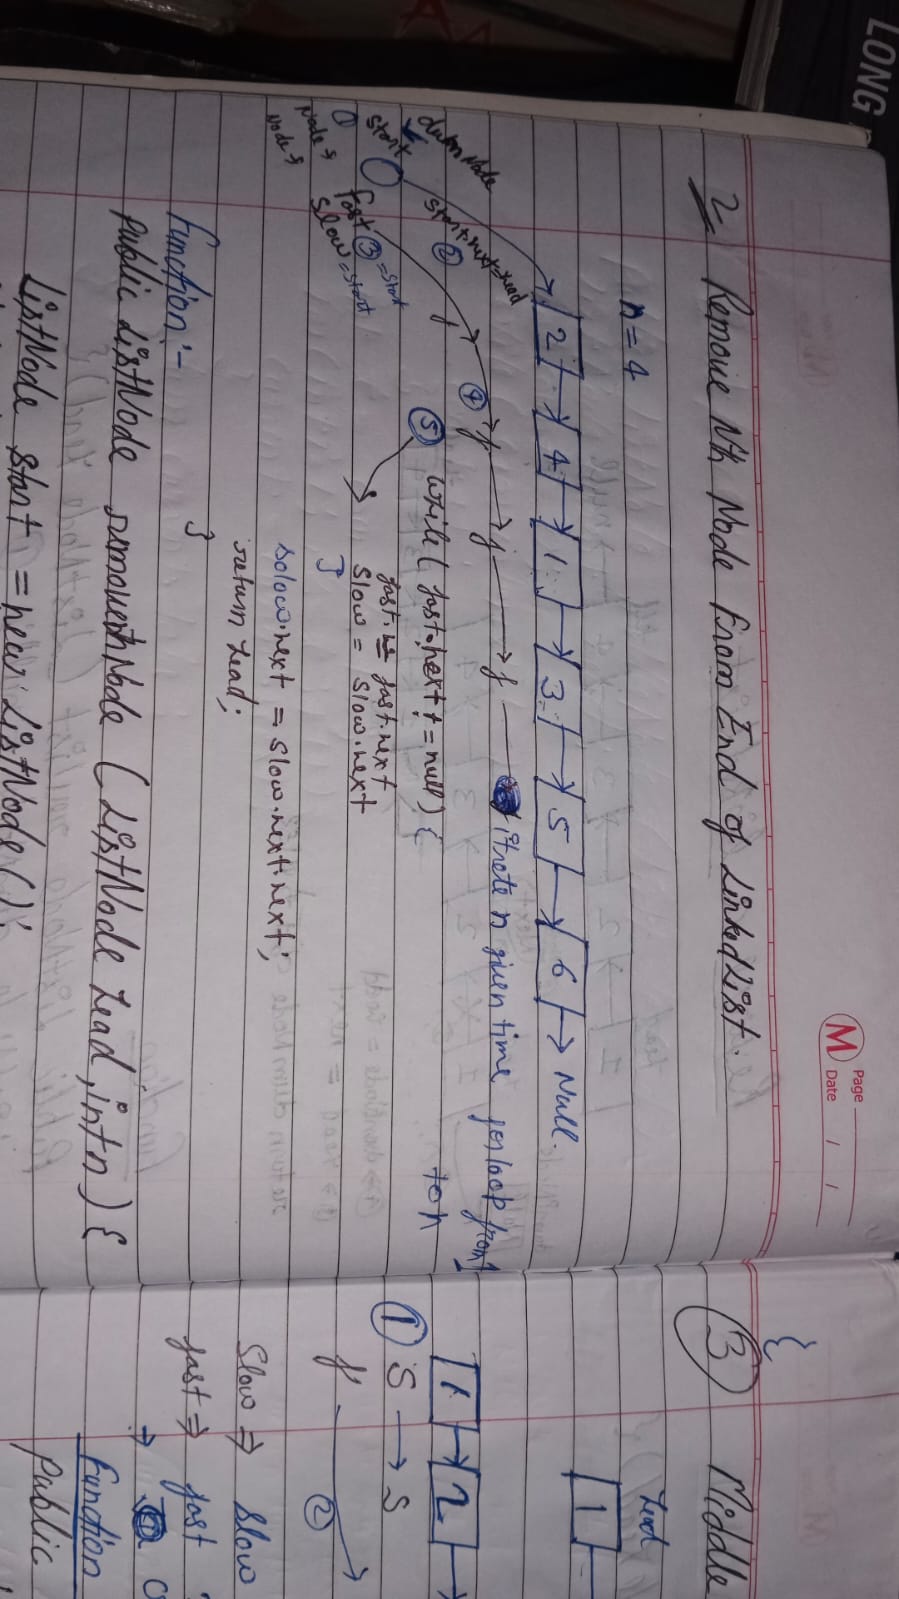 LONG
M Page
Date / /
2 Remove Nth Node From End of LinkedList.
n = 4
2 → 4 → 1 → 3 → 5 → 6 → Null.
dumnNode
Start
start.next=head
②
④ f → f → f itrate n given time for loop from 1
to n
① Node →
Node →
fast ③ =Start
Slow =Start
⑤ while( fast.next != null) {
fast = fast.next
Slow = Slow.next
}
solow.next = slow.next.next;
return head;
}
Function :-
public ListNode removenthNode (ListNode head, int n) {
ListNode start = new ListNode();
{
③ Middle
head
1
1 → 2 →
① S → S
f
②
Slow ⇒ Slow
fast ⇒ fast
⇒
Function
public